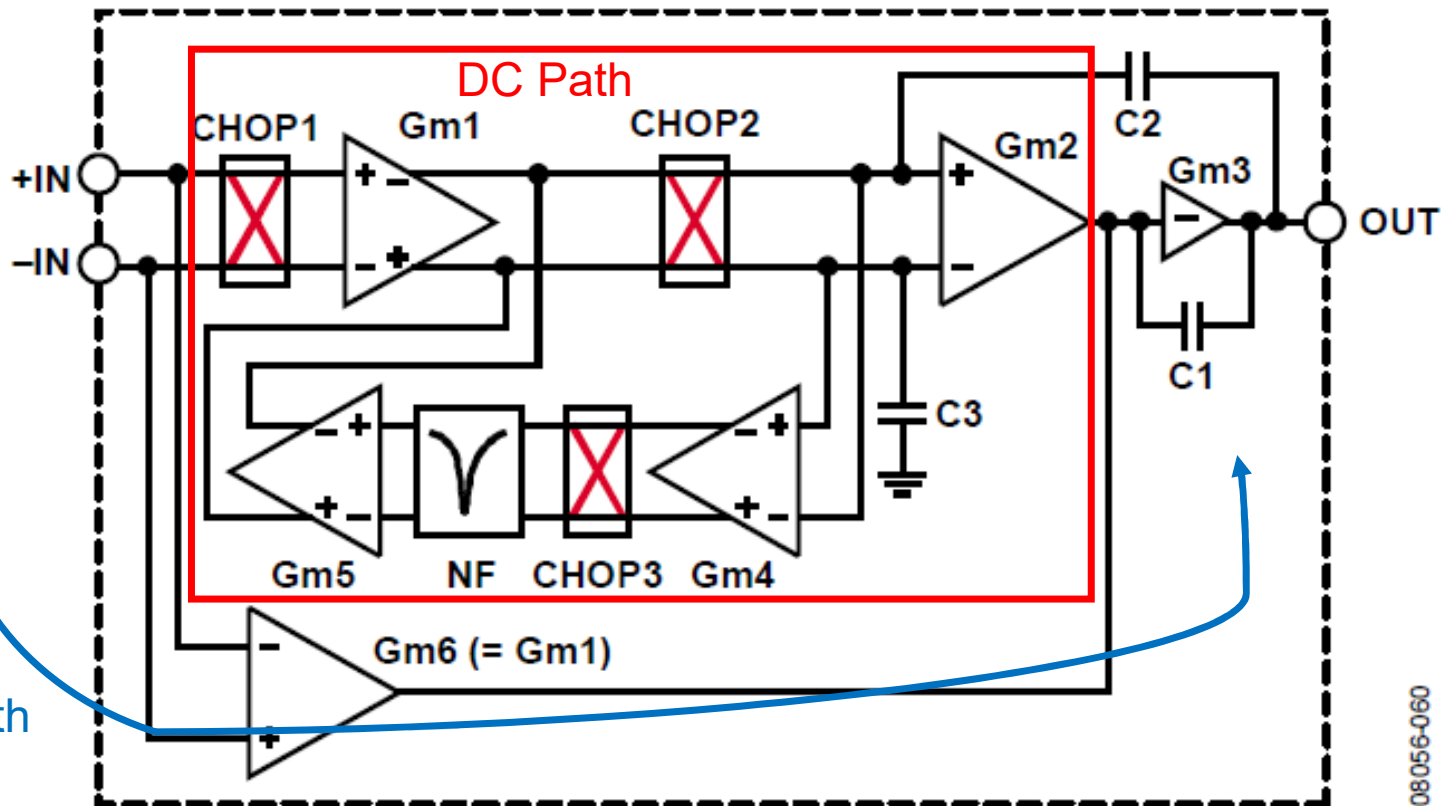 DC Path
CHOP1
Gm1
CHOP2
Gm2
C2
Gm3
+IN
−IN
OUT
+ −
− +
+
−
−
C1
C3
− +
+ −
− +
+ −
Gm5
NF
CHOP3
Gm4
−
Gm6 (= Gm1)
+
th
08056-060